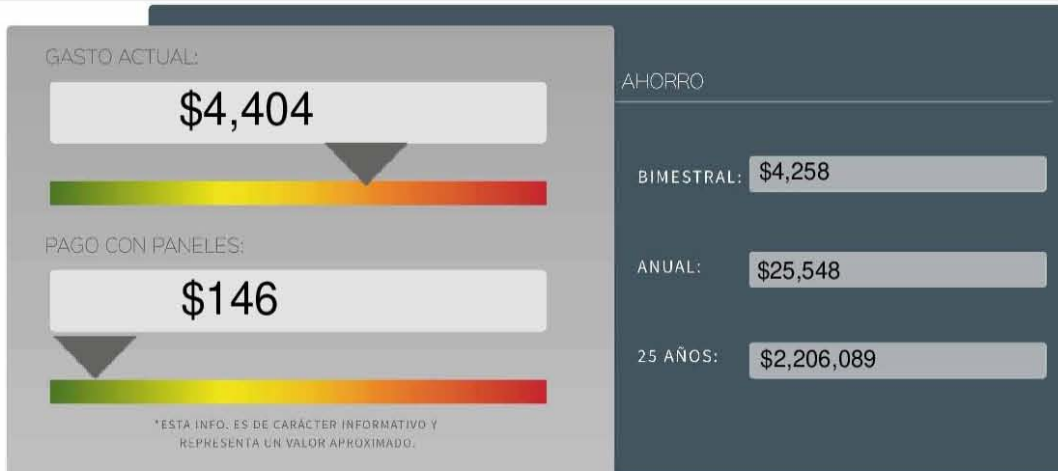 GASTO ACTUAL:
$4,404
PAGO CON PANELES:
$146
*ESTA INFO. ES DE CARÁCTER INFORMATIVO Y
REPRESENTA UN VALOR APROXIMADO.
AHORRO
BIMESTRAL: $4,258
ANUAL: $25,548
25 AÑOS: $2,206,089